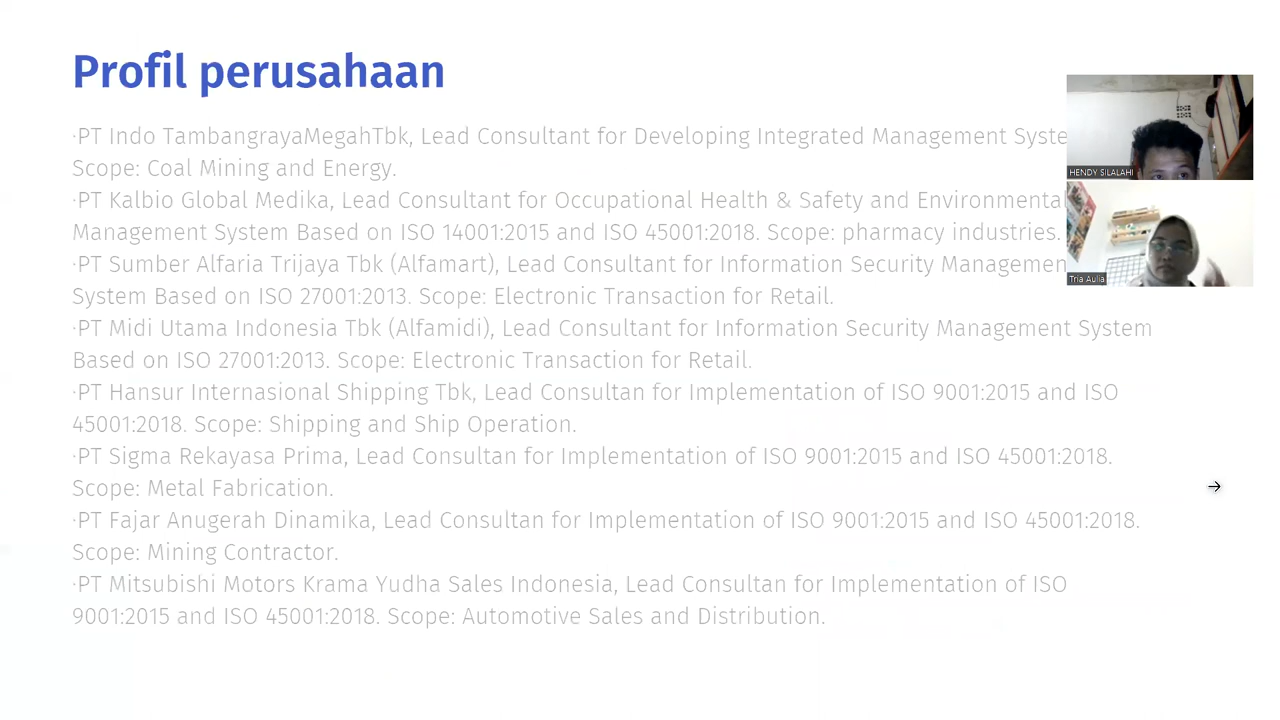 Profil perusahaan
·PT Indo TambangrayaMegahTbk, Lead Consultant for Developing Integrated Management Syste
Scope: Coal Mining and Energy.
·PT Kalbio Global Medika, Lead Consultant for Occupational Health & Safety and Environmental
Management System Based on ISO 14001:2015 and ISO 45001:2018. Scope: pharmacy industries.
·PT Sumber Alfaria Trijaya Tbk (Alfamart), Lead Consultant for Information Security Managemen
System Based on ISO 27001:2013. Scope: Electronic Transaction for Retail.
·PT Midi Utama Indonesia Tbk (Alfamidi), Lead Consultant for Information Security Management System
Based on ISO 27001:2013. Scope: Electronic Transaction for Retail.
·PT Hansur Internasional Shipping Tbk, Lead Consultan for Implementation of ISO 9001:2015 and ISO
45001:2018. Scope: Shipping and Ship Operation.
·PT Sigma Rekayasa Prima, Lead Consultan for Implementation of ISO 9001:2015 and ISO 45001:2018.
Scope: Metal Fabrication.
·PT Fajar Anugerah Dinamika, Lead Consultan for Implementation of ISO 9001:2015 and ISO 45001:2018.
Scope: Mining Contractor.
·PT Mitsubishi Motors Krama Yudha Sales Indonesia, Lead Consultan for Implementation of ISO
9001:2015 and ISO 45001:2018. Scope: Automotive Sales and Distribution.
HENDY SILALAHI
Tria Aulia